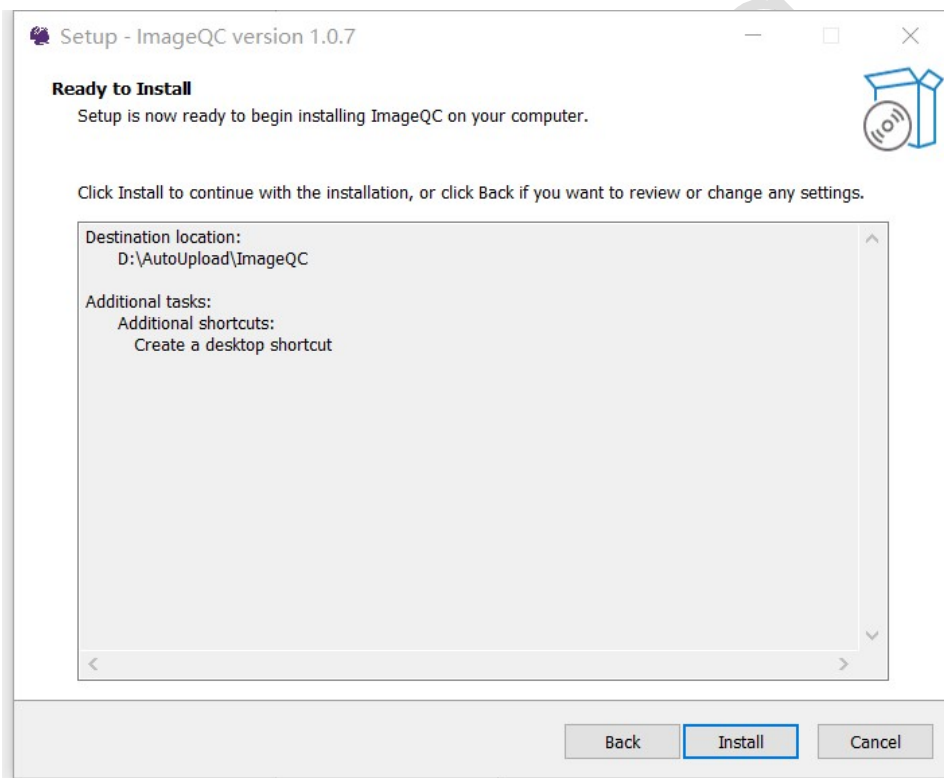 Setup - ImageQC version 1.0.7
Ready to Install
Setup is now ready to begin installing ImageQC on your computer.
Click Install to continue with the installation, or click Back if you want to review or change any settings.
Destination location:
D:\AutoUpload\ImageQC
Additional tasks:
Additional shortcuts:
Create a desktop shortcut
Back Install Cancel